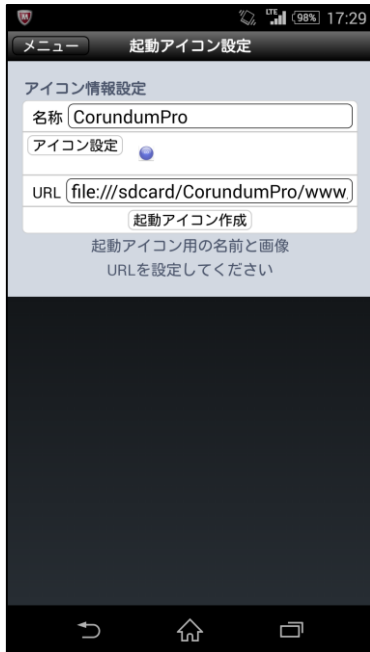 LTE 98% 17:29
メニュー 起動アイコン設定
アイコン情報設定
名称 CorundumPro
アイコン設定
URL file:///sdcard/CorundumPro/www.
起動アイコン作成
起動アイコン用の名前と画像
URLを設定してください